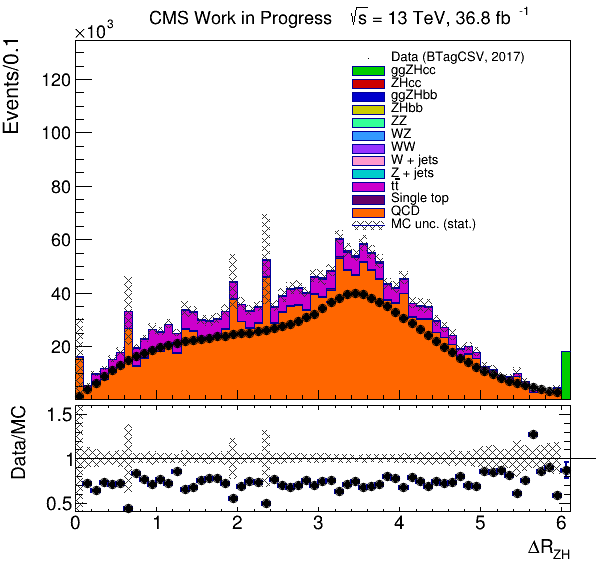 CMS Work in Progress √s = 13 TeV, 36.8 fb⁻¹
×10³
Events/0.1
120
100
80
60
40
20
Data (BTagCSV, 2017)
ggZHcc
ZHcc
ggZHbb
ZHbb
ZZ
WZ
WW
W + jets
Z + jets
tt̄
Single top
QCD
MC unc. (stat.)
Data/MC
1.5
1
0.5
0 1 2 3 4 5 6
ΔR_ZH